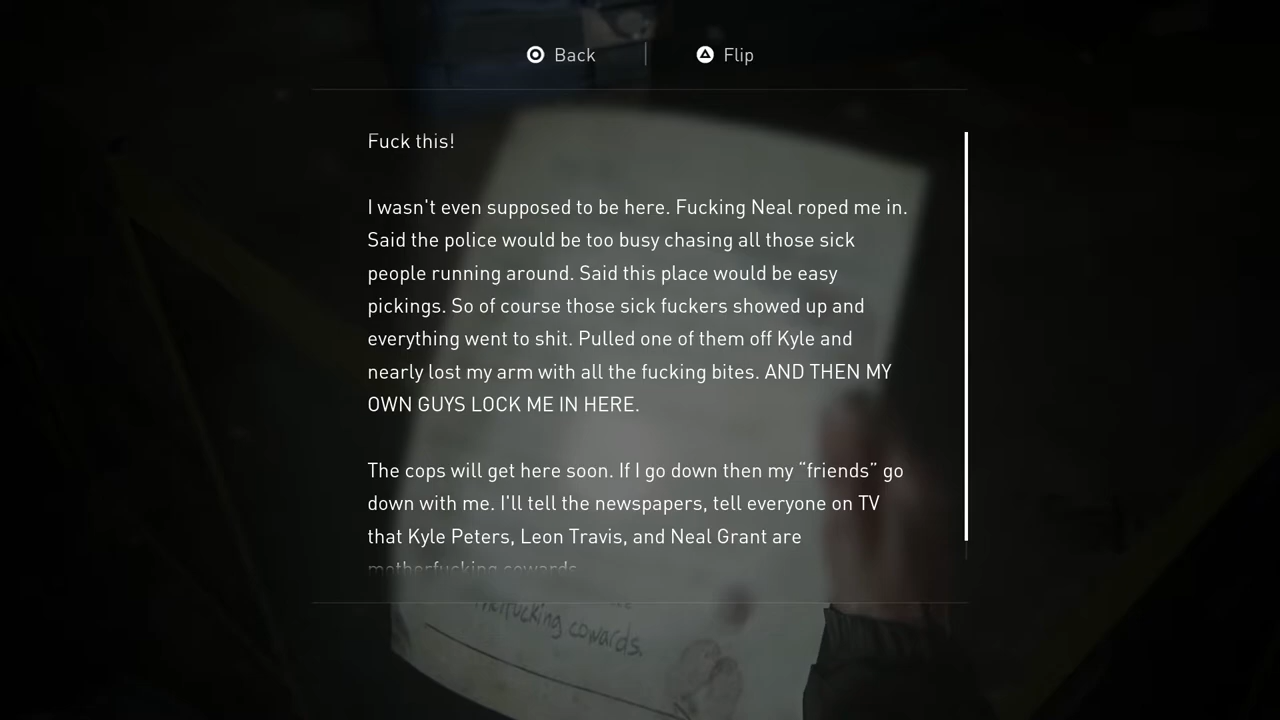 Back
Flip
Fuck this!
I wasn't even supposed to be here. Fucking Neal roped me in.
Said the police would be too busy chasing all those sick
people running around. Said this place would be easy
pickings. So of course those sick fuckers showed up and
everything went to shit. Pulled one of them off Kyle and
nearly lost my arm with all the fucking bites. AND THEN MY
OWN GUYS LOCK ME IN HERE.
The cops will get here soon. If I go down then my “friends” go
down with me. I'll tell the newspapers, tell everyone on TV
that Kyle Peters, Leon Travis, and Neal Grant are
motherfucking cowards.
cowards.